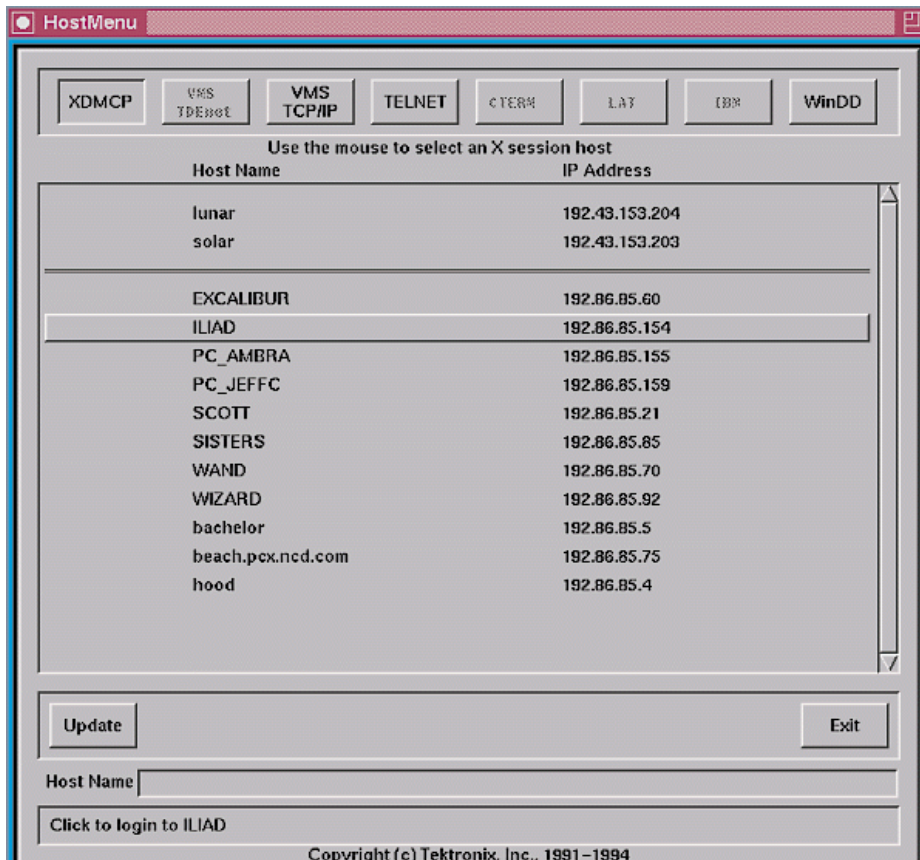 HostMenu
XDMCP VMS TDEnet VMS TCP/IP TELNET CTERM LAT IBM WinDD
Use the mouse to select an X session host
Host Name IP Address
lunar 192.43.153.204
solar 192.43.153.203
EXCALIBUR 192.86.85.60
ILIAD 192.86.85.154
PC_AMBRA 192.86.85.155
PC_JEFFC 192.86.85.159
SCOTT 192.86.85.21
SISTERS 192.86.85.85
WAND 192.86.85.70
WIZARD 192.86.85.92
bachelor 192.86.85.5
beach.pcx.ncd.com 192.86.85.75
hood 192.86.85.4
Update Exit
Host Name
Click to login to ILIAD
Copyright (c) Tektronix, Inc., 1991-1994